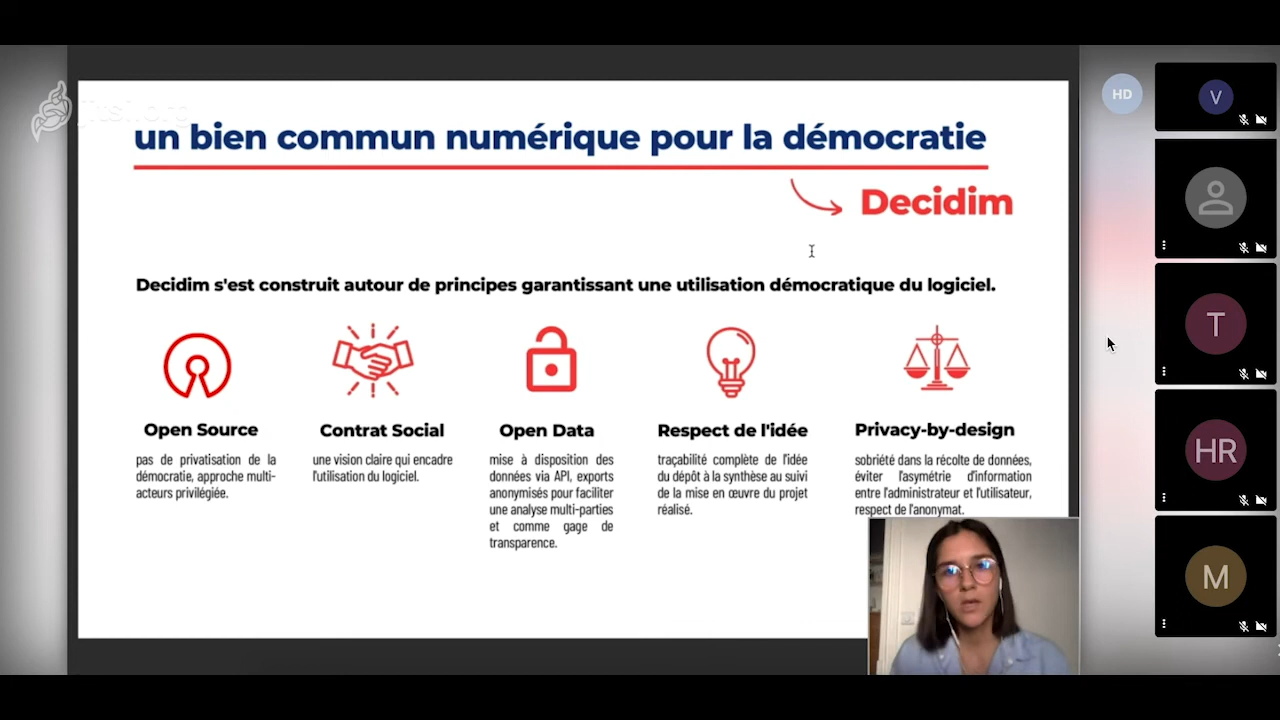 jitsi.org
un bien commun numérique pour la démocratie
Decidim
Decidim s'est construit autour de principes garantissant une utilisation démocratique du logiciel.
Open Source
pas de privatisation de la
démocratie, approche multi-
acteurs privilégiée.
Contrat Social
une vision claire qui encadre
l'utilisation du logiciel.
Open Data
mise à disposition des
données via API, exports
anonymisés pour faciliter
une analyse multi-parties
et comme gage de
transparence.
Respect de l'idée
traçabilité complète de l'idée
du dépôt à la synthèse au suivi
de la mise en œuvre du projet
réalisé.
Privacy-by-design
sobriété dans la récolte de données,
éviter l'asymétrie d'information
entre l'administrateur et l'utilisateur,
respect de l'anonymat.
HD
V
T
HR
M